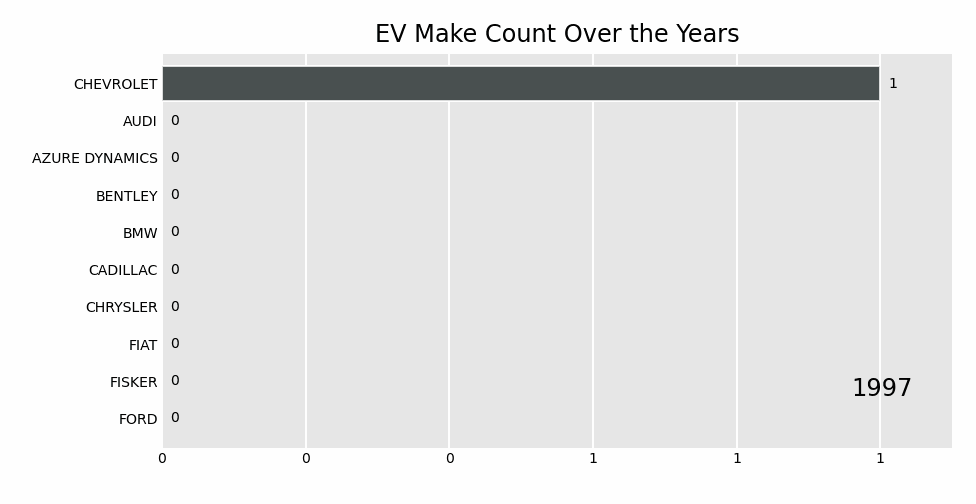 EV Make Count Over the Years
CHEVROLET 1
AUDI 0
AZURE DYNAMICS 0
BENTLEY 0
BMW 0
CADILLAC 0
CHRYSLER 0
FIAT 0
FISKER 0
1997
FORD 0
0 0 0 1 1 1